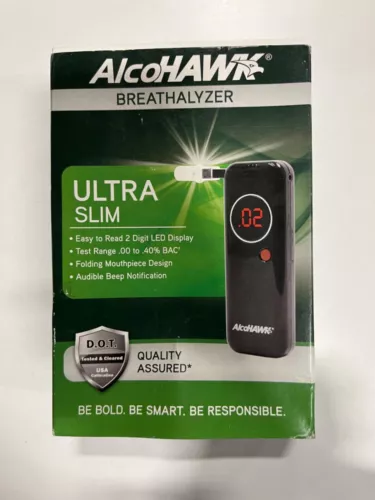 AlcoHAWK®
BREATHALYZER
ULTRA
SLIM
• Easy to Read 2 Digit LED Display
• Test Range .00 to .40% BAC*
• Folding Mouthpiece Design
• Audible Beep Notification
.02
AlcoHAWK
D.O.T.
Tested & Cleared
USA
Calibration
QUALITY
ASSURED*
BE BOLD. BE SMART. BE RESPONSIBLE.